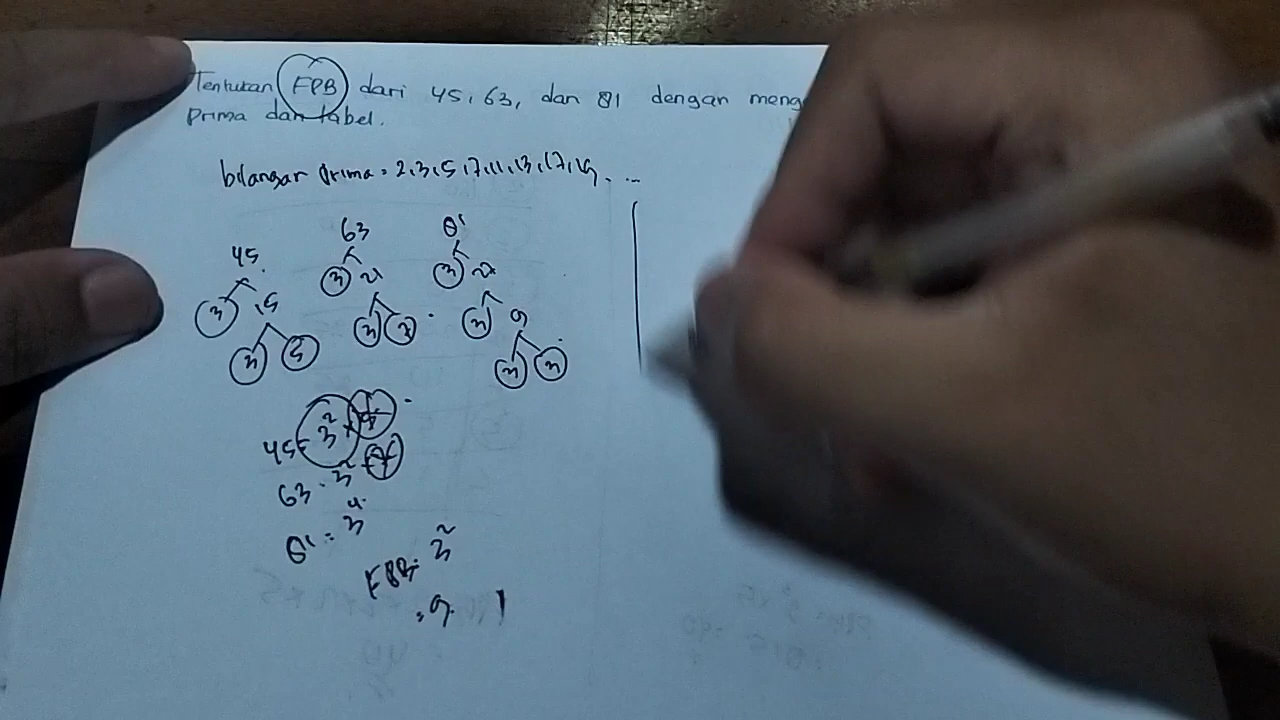 Tentukan FPB dari 45, 63, dan 81 dengan meng
prima dan tabel.
bilangan prima = 2, 3, 5, 7, 11, 13, 17, 19, ...
45 63 81
3 15 3 21 3 27
3 5 3 7 3 9
3 3
45 = 3²
63 = 3²
81 = 3⁴
FPB = 3²
= 9